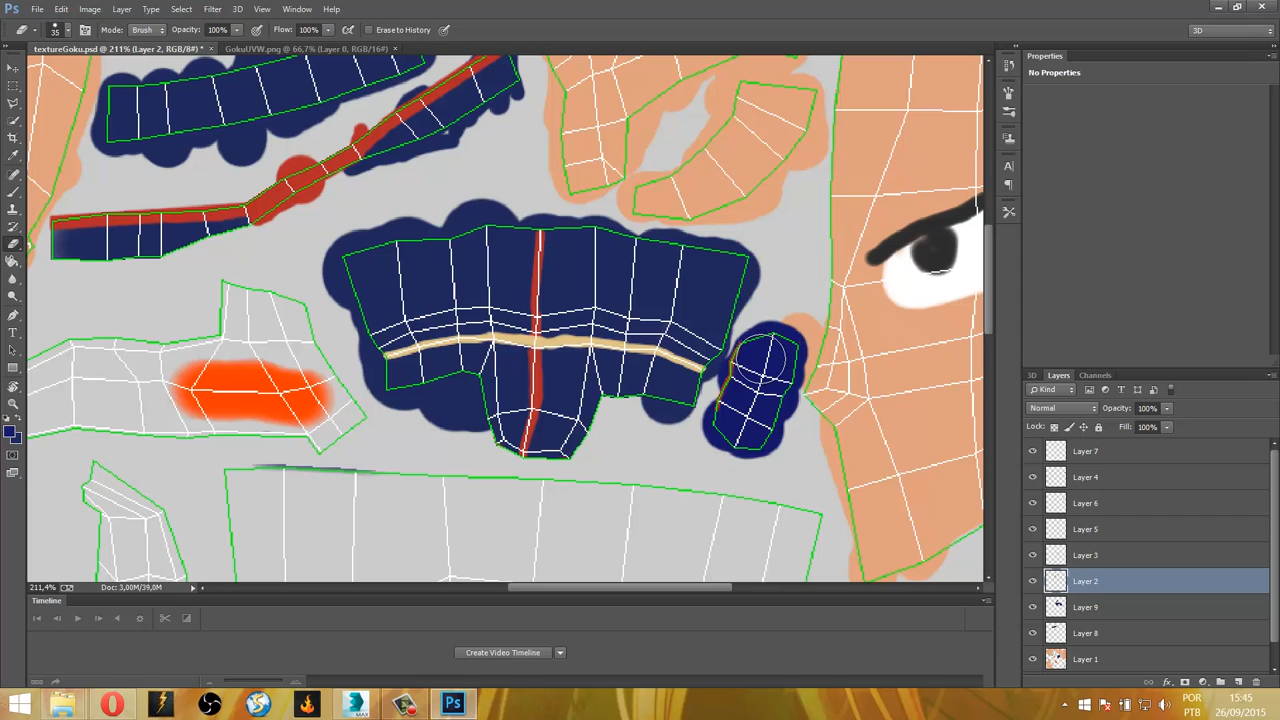 Ps File Edit Image Layer Type Select Filter 3D View Window Help
35 Mode: Brush Opacity: 100% Flow: 100% Erase to History 3D
textureGoku.psd @ 211% (Layer 2, RGB/8#) * × GokuUVW.png @ 66,7% (Layer 0, RGB/16#) ×
Properties
No Properties
3D Layers Channels
Kind
Normal Opacity: 100%
Lock: Fill: 100%
Layer 7
Layer 4
Layer 6
Layer 5
Layer 3
Layer 2
Layer 9
Layer 8
Layer 1
211,4% Doc: 3,00M/39,0M
Timeline
Create Video Timeline
MAX Ps POR 15:45
PTB 26/09/2015